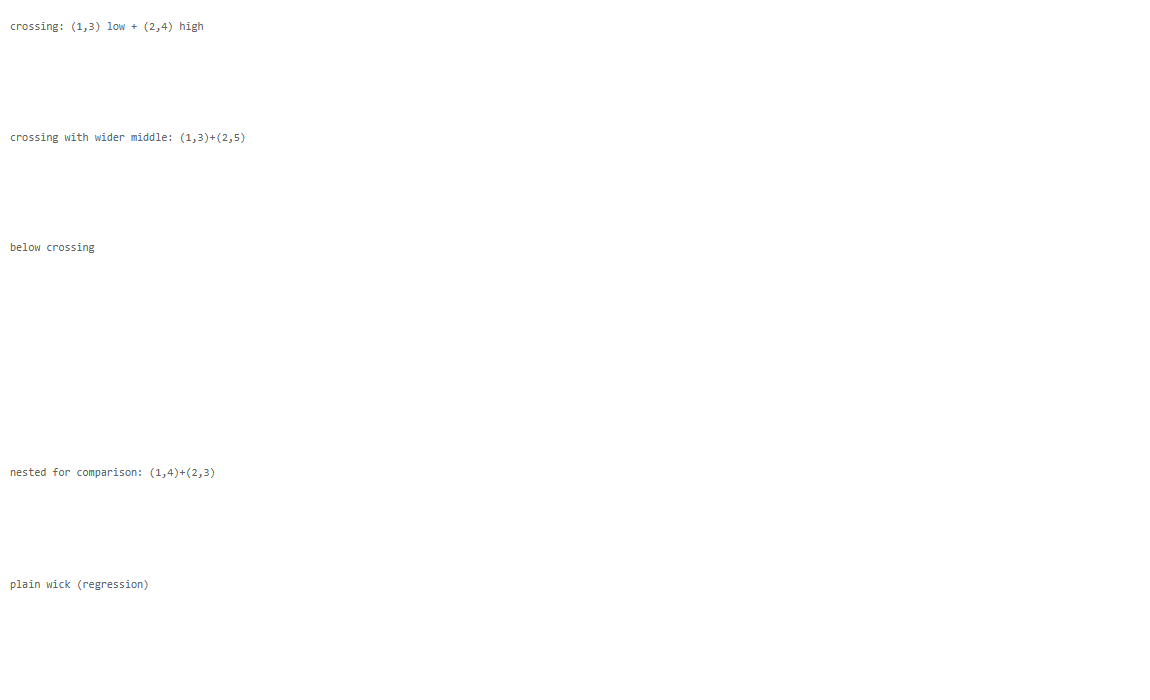 crossing: (1,3) low + (2,4) high
crossing with wider middle: (1,3)+(2,5)
below crossing
nested for comparison: (1,4)+(2,3)
plain wick (regression)